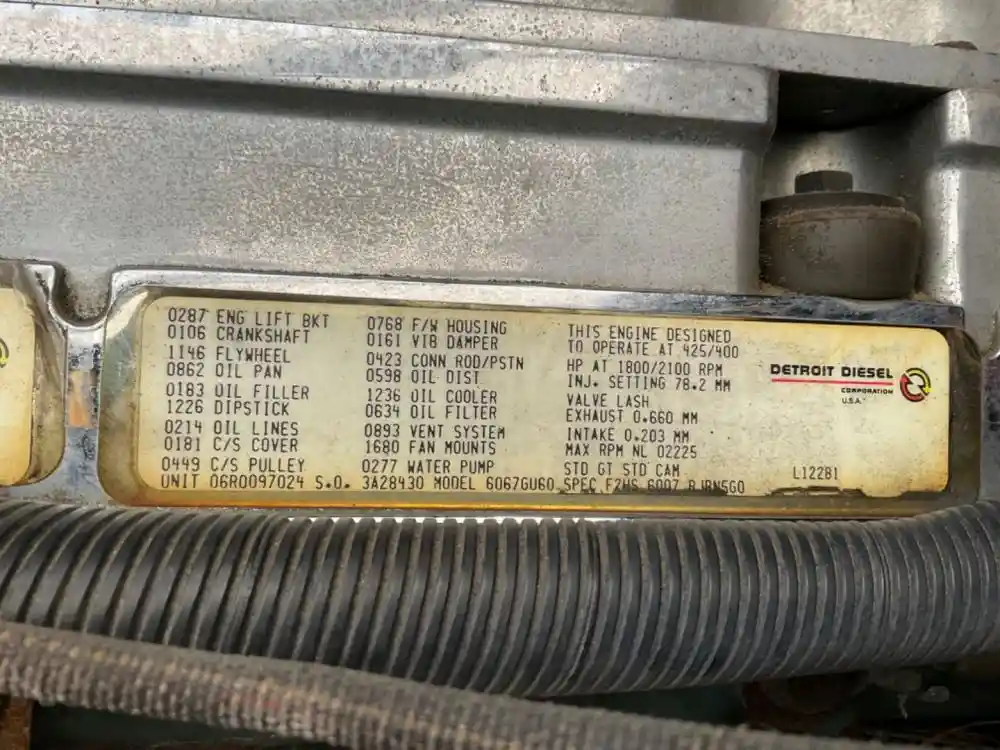 0287 ENG LIFT BKT
0106 CRANKSHAFT
1146 FLYWHEEL
0862 OIL PAN
0183 OIL FILLER
1226 DIPSTICK
0214 OIL LINES
0181 C/S COVER
0449 C/S PULLEY
0768 F/W HOUSING
0161 VIB DAMPER
0423 CONN ROD/PSTN
0598 OIL DIST
1236 OIL COOLER
0634 OIL FILTER
0893 VENT SYSTEM
1680 FAN MOUNTS
0277 WATER PUMP
THIS ENGINE DESIGNED
TO OPERATE AT 425/400
HP AT 1800/2100 RPM
INJ. SETTING 78.2 MM
VALVE LASH
EXHAUST 0.660 MM
INTAKE 0.203 MM
MAX RPM NL 02225
STD GT STD CAM
DETROIT DIESEL
CORPORATION
U.S.A.
L12281
UNIT 06R0097024 S.O. 3A28430 MODEL 6067GU60 SPEC